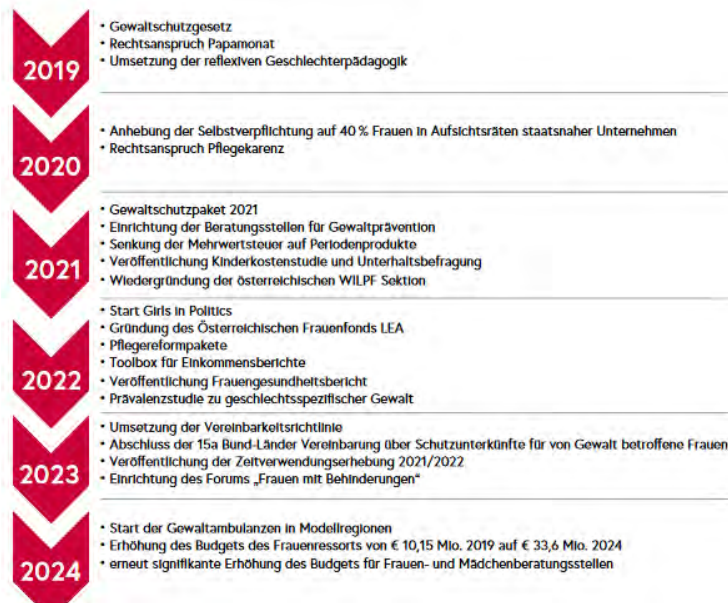 2019
• Gewaltschutzgesetz
• Rechtsanspruch Papamonat
• Umsetzung der reflexiven Geschlechterpädagogik
2020
• Anhebung der Selbstverpflichtung auf 40 % Frauen in Aufsichtsräten staatsnaher Unternehmen
• Rechtsanspruch Pflegekarenz
2021
• Gewaltschutzpaket 2021
• Einrichtung der Beratungsstellen für Gewaltprävention
• Senkung der Mehrwertsteuer auf Periodenprodukte
• Veröffentlichung Kinderkostenstudie und Unterhaltsbefragung
• Wiedergründung der österreichischen WILPF Sektion
2022
• Start Girls in Politics
• Gründung des Österreichischen Frauenfonds LEA
• Pflegereformpakete
• Toolbox für Einkommensberichte
• Veröffentlichung Frauengesundheitsbericht
• Prävalenzstudie zu geschlechtsspezifischer Gewalt
2023
• Umsetzung der Vereinbarkeitsrichtlinie
• Abschluss der 15a Bund-Länder Vereinbarung über Schutzunterkünfte für von Gewalt betroffene Frauen
• Veröffentlichung der Zeitverwendungserhebung 2021/2022
• Einrichtung des Forums „Frauen mit Behinderungen“
2024
• Start der Gewaltambulanzen in Modellregionen
• Erhöhung des Budgets des Frauenressorts von € 10,15 Mio. 2019 auf € 33,6 Mio. 2024
• erneut signifikante Erhöhung des Budgets für Frauen- und Mädchenberatungsstellen